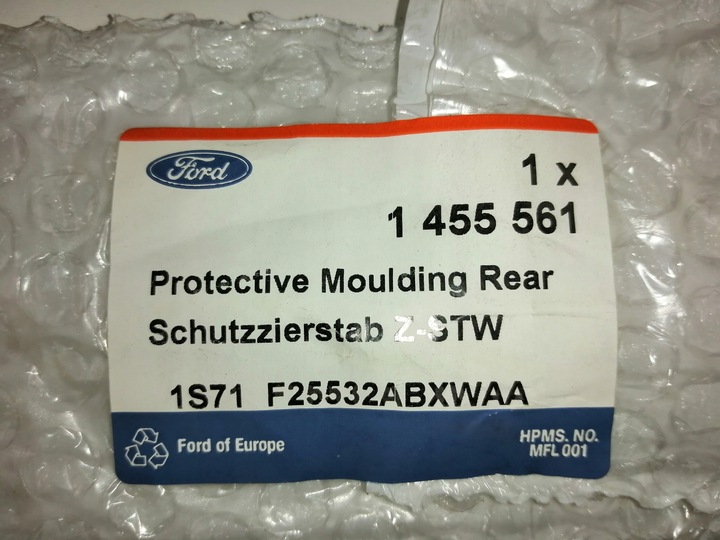 Ford
1 x
1 455 561
Protective Moulding Rear
Schutzzierstab Z-STW
1S71 F25532ABXWAA
Ford of Europe
HPMS. NO.
MFL 001